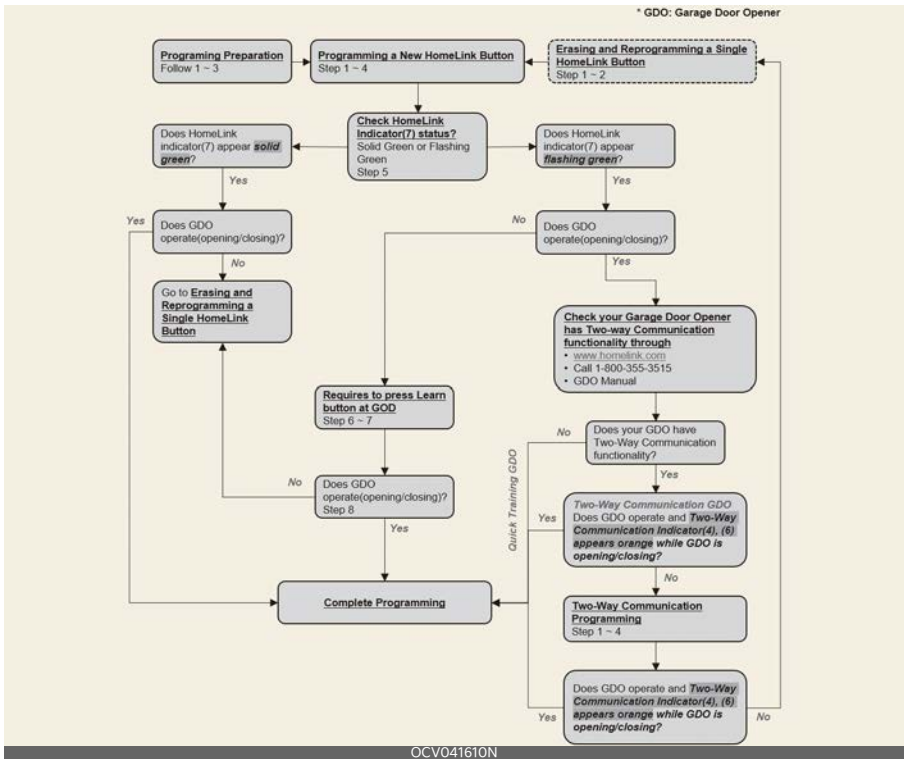 * GDO: Garage Door Opener
Programing Preparation
Follow 1 ~ 3
Programming a New HomeLink Button
Step 1 ~ 4
Erasing and Reprogramming a Single
HomeLink Button
Step 1 ~ 2
Check HomeLink
Indicator(7) status?
Solid Green or Flashing
Green
Step 5
Does HomeLink
indicator(7) appear solid
green?
Does HomeLink
indicator(7) appear
flashing green?
Yes
Yes
Yes
Does GDO
operate(opening/closing)?
No
Does GDO
operate(opening/closing)?
No
Yes
Go to Erasing and
Reprogramming a
Single HomeLink
Button
Check your Garage Door Opener
has Two-way Communication
functionality through
• www.homelink.com
• Call 1-800-355-3515
• GDO Manual
Requires to press Learn
button at GOD
Step 6 ~ 7
No
Does your GDO have
Two-Way Communication
functionality?
Yes
Quick Training GDO
No
Does GDO
operate(opening/closing)?
Step 8
Yes
Yes
Two-Way Communication GDO
Does GDO operate and Two-Way
Communication Indicator(4), (6)
appears orange while GDO is
opening/closing?
No
Complete Programming
Two-Way Communication
Programming
Step 1 ~ 4
Yes
Does GDO operate and Two-Way
Communication Indicator(4), (6)
appears orange while GDO is
opening/closing?
No
OCV041610N